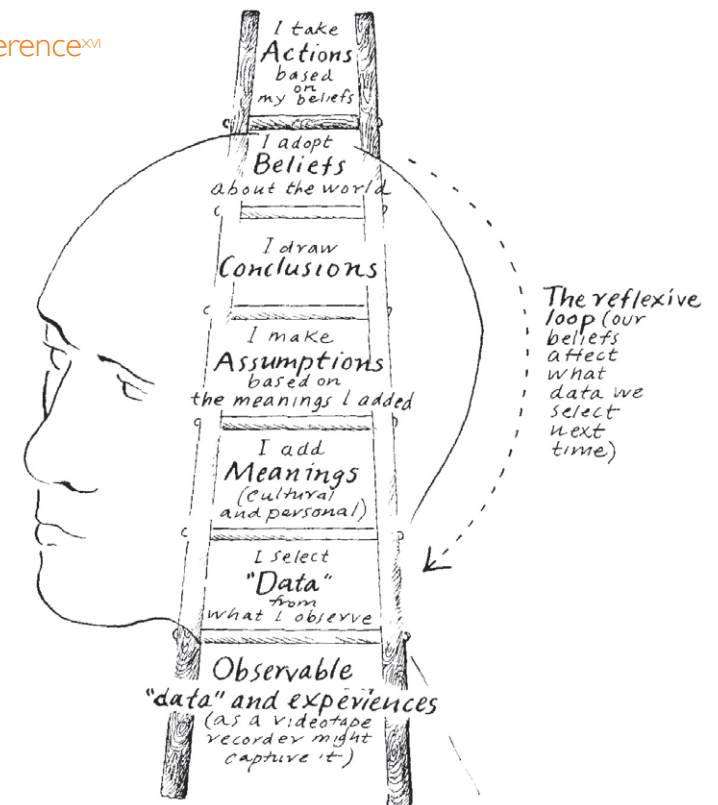 erenceXVI
I take
Actions
based
on
my beliefs
I adopt
Beliefs
about the world
I draw
Conclusions
I make
Assumptions
based on
the meanings I added
I add
Meanings
(cultural
and personal)
I select
"Data"
from
what I observe
Observable
"data" and experiences
(as a videotape
recorder might
capture it)
The reflexive
loop (our
beliefs
affect
what
data we
select
next
time)